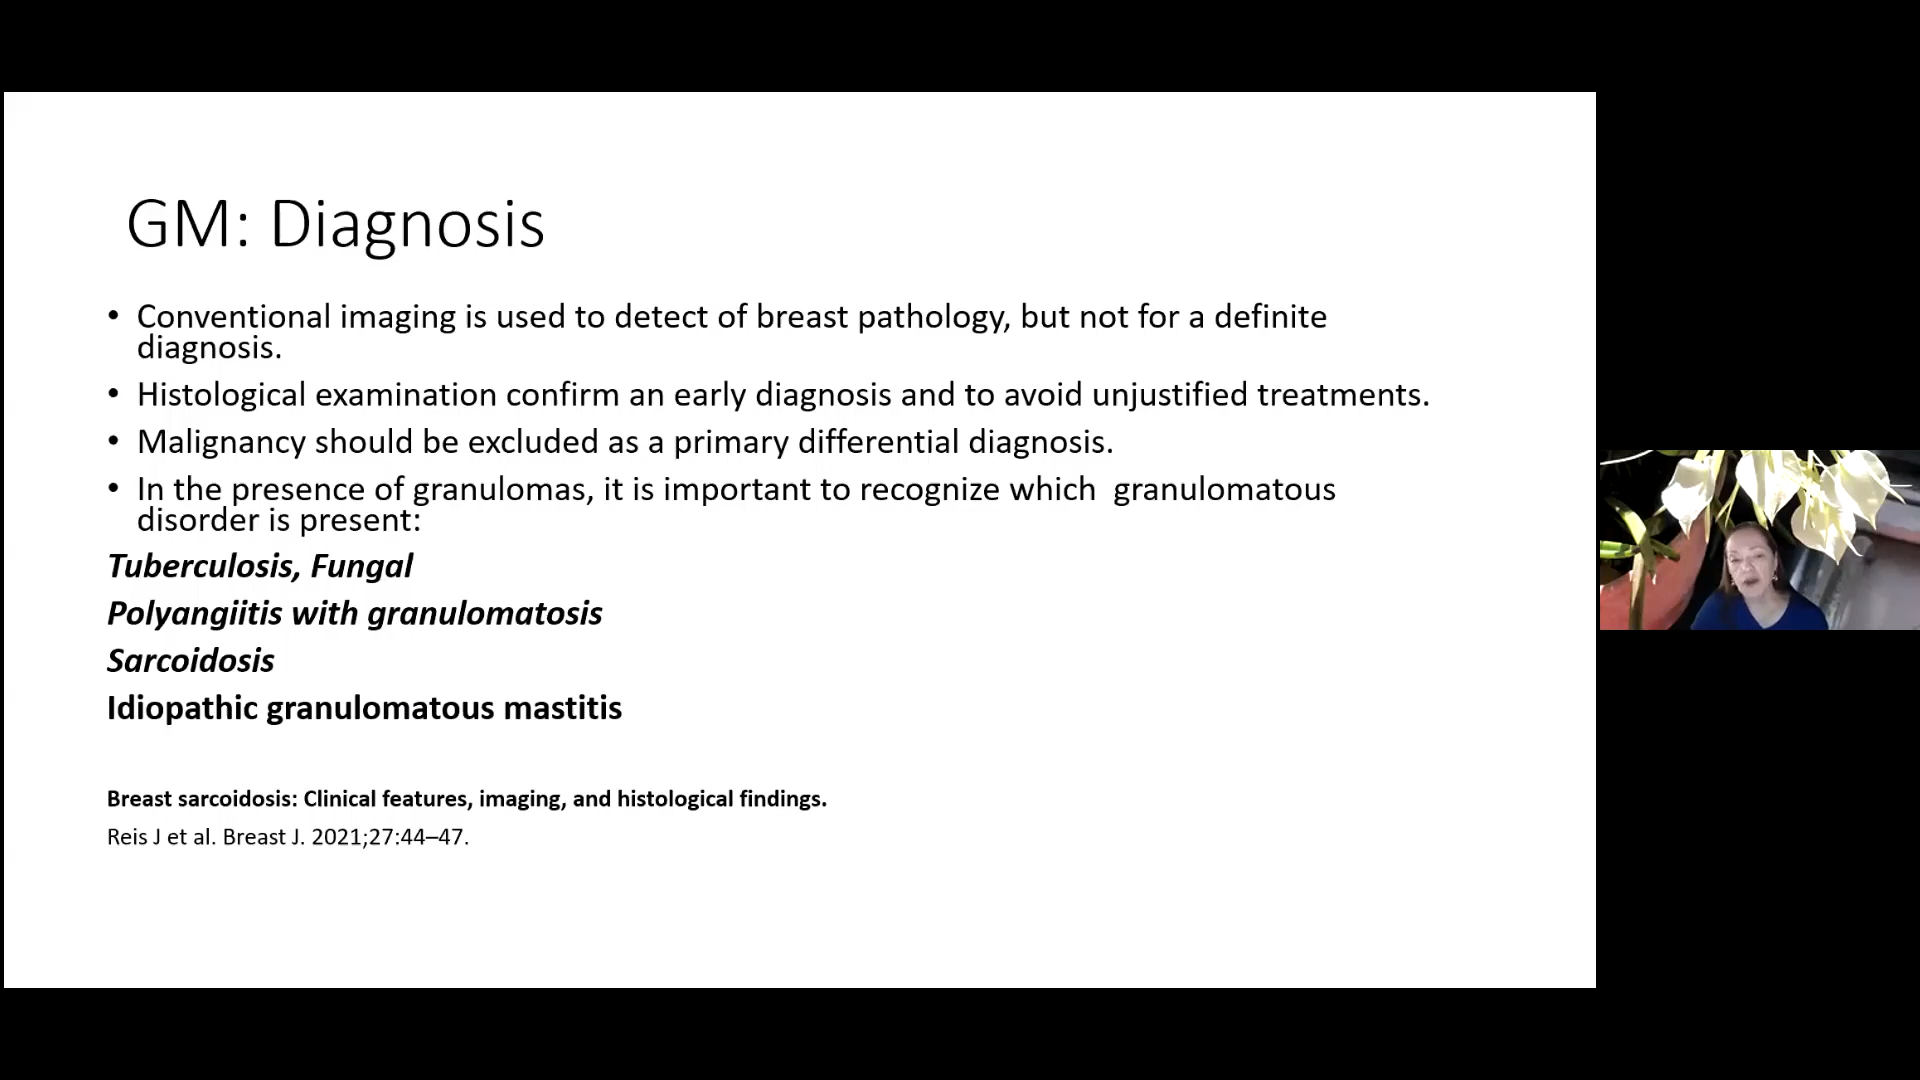 GM: Diagnosis
• Conventional imaging is used to detect of breast pathology, but not for a definite
diagnosis.
• Histological examination confirm an early diagnosis and to avoid unjustified treatments.
• Malignancy should be excluded as a primary differential diagnosis.
• In the presence of granulomas, it is important to recognize which  granulomatous
disorder is present:
Tuberculosis, Fungal
Polyangiitis with granulomatosis
Sarcoidosis
Idiopathic granulomatous mastitis
Breast sarcoidosis: Clinical features, imaging, and histological findings.
Reis J et al. Breast J. 2021;27:44–47.